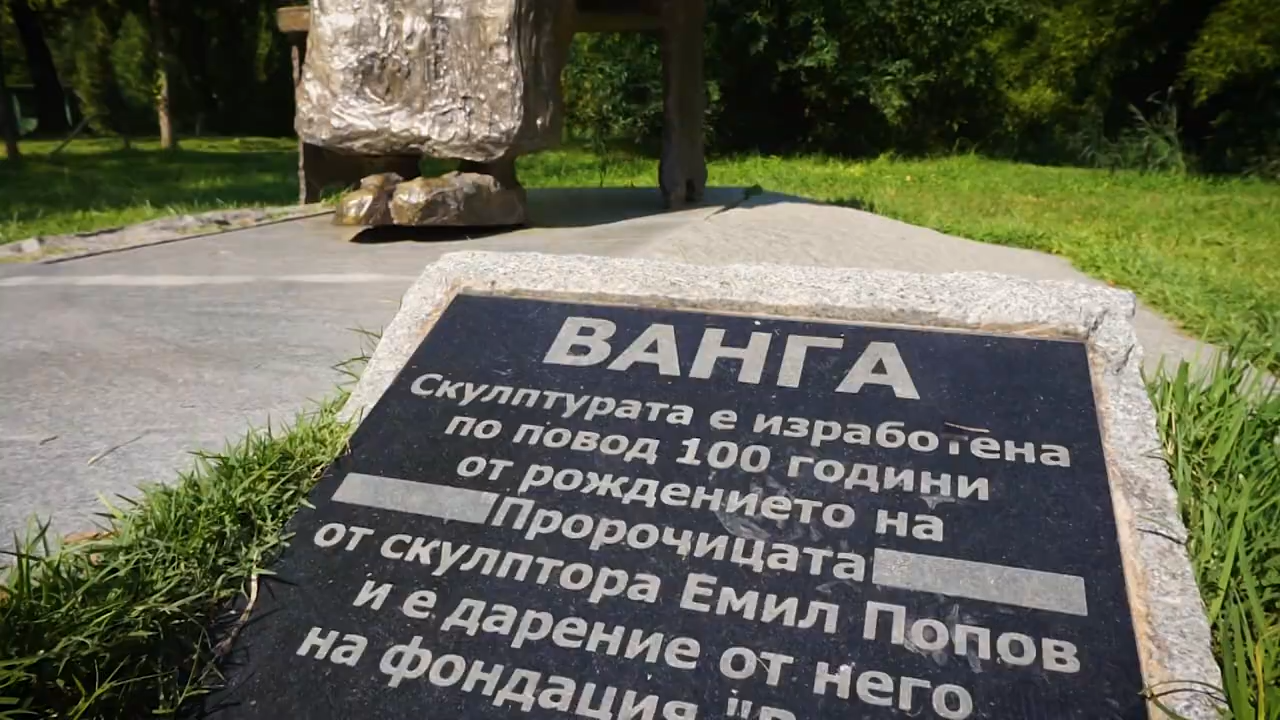 ВАНГА
Скулптурата е изработена
по повод 100 години
от рождението на
Пророчицата
от скулптора Емил Попов
и е дарение от него
на фондация